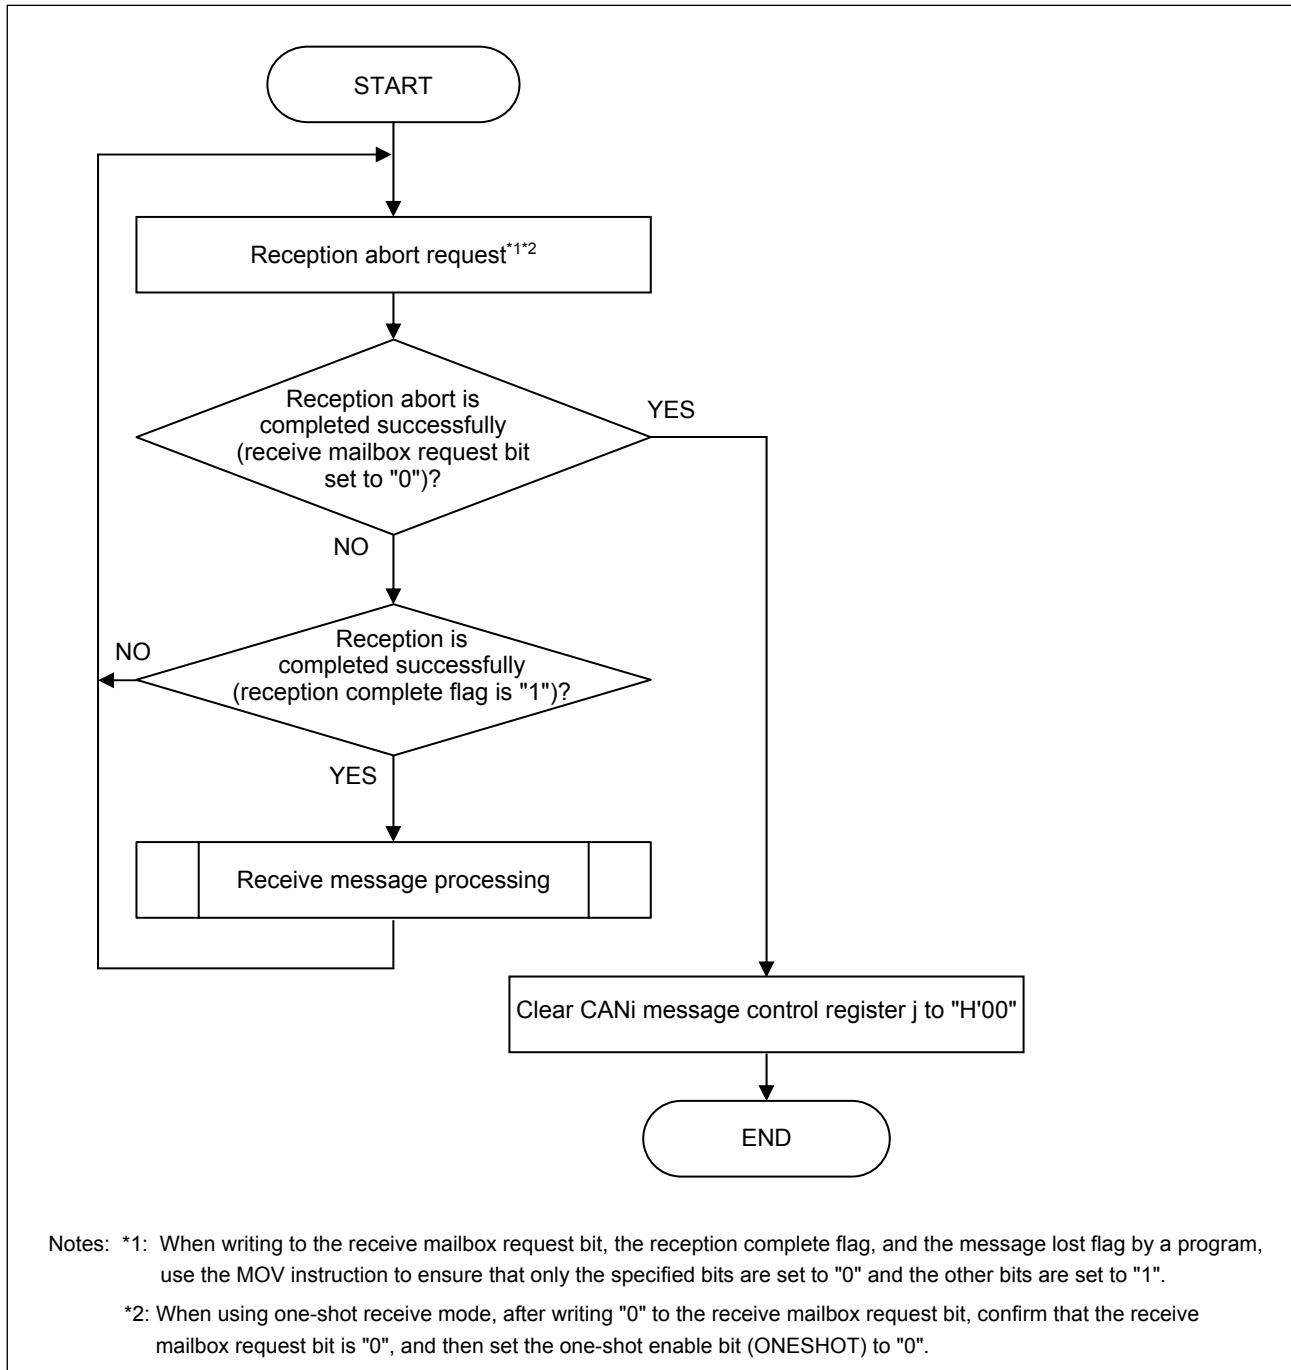 START
Reception abort request*1*2
Reception abort is
completed successfully
(receive mailbox request bit
set to "0")?
YES
NO
Reception is
completed successfully
(reception complete flag is "1")?
NO
YES
Receive message processing
Clear CANi message control register j to "H'00"
END
Notes: *1: When writing to the receive mailbox request bit, the reception complete flag, and the message lost flag by a program,
use the MOV instruction to ensure that only the specified bits are set to "0" and the other bits are set to "1".
*2: When using one-shot receive mode, after writing "0" to the receive mailbox request bit, confirm that the receive
mailbox request bit is "0", and then set the one-shot enable bit (ONESHOT) to "0".